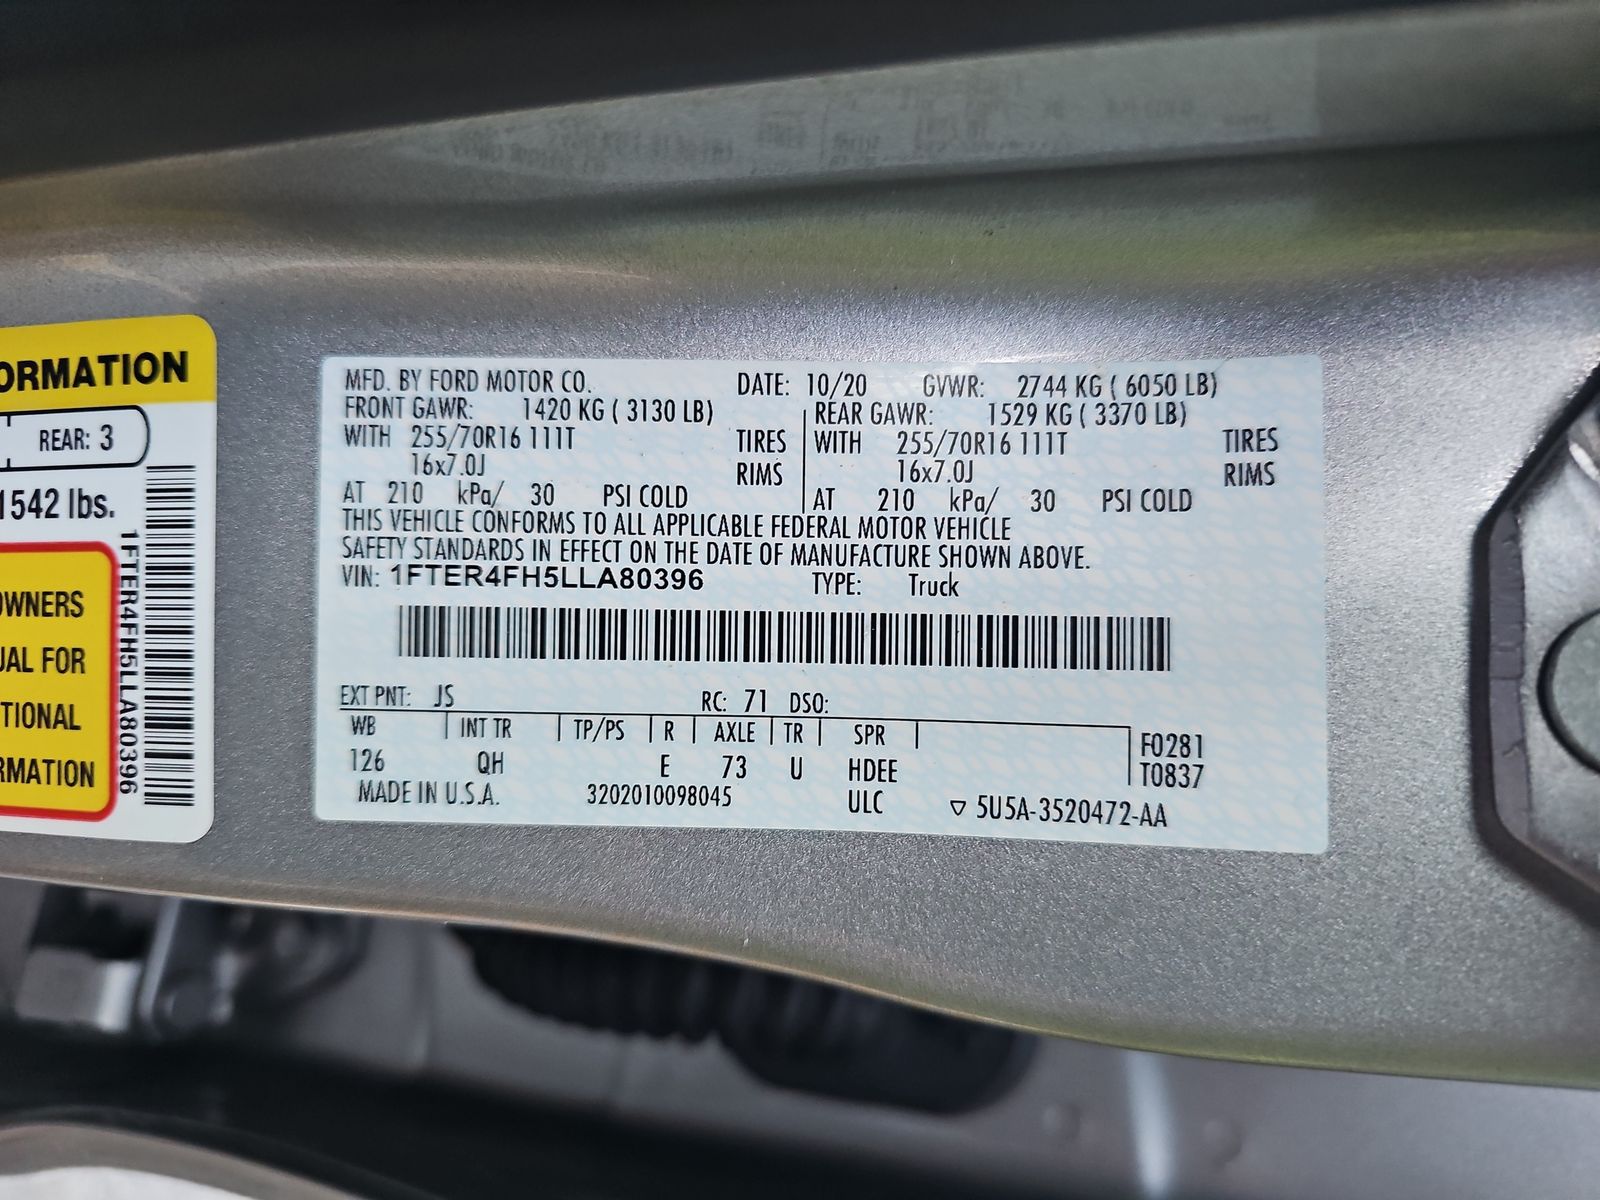 ORMATION
REAR: 3
1542 lbs.
OWNERS
UAL FOR
TIONAL
RMATION
1FTER4FH5LLA80396
MFD. BY FORD MOTOR CO. DATE: 10/20 GVWR: 2744 KG ( 6050 LB)
FRONT GAWR: 1420 KG ( 3130 LB) REAR GAWR: 1529 KG ( 3370 LB)
WITH 255/70R16 111T TIRES WITH 255/70R16 111T TIRES
16x7.0J RIMS 16x7.0J RIMS
AT 210 kPa/ 30 PSI COLD AT 210 kPa/ 30 PSI COLD
THIS VEHICLE CONFORMS TO ALL APPLICABLE FEDERAL MOTOR VEHICLE
SAFETY STANDARDS IN EFFECT ON THE DATE OF MANUFACTURE SHOWN ABOVE.
VIN: 1FTER4FH5LLA80396 TYPE: Truck
EXT PNT: JS RC: 71 DSO:
WB INT TR TP/PS R AXLE TR SPR F0281
126 QH E 73 U HDEE T0837
MADE IN U.S.A. 3202010098045 ULC ▽ 5U5A-3520472-AA